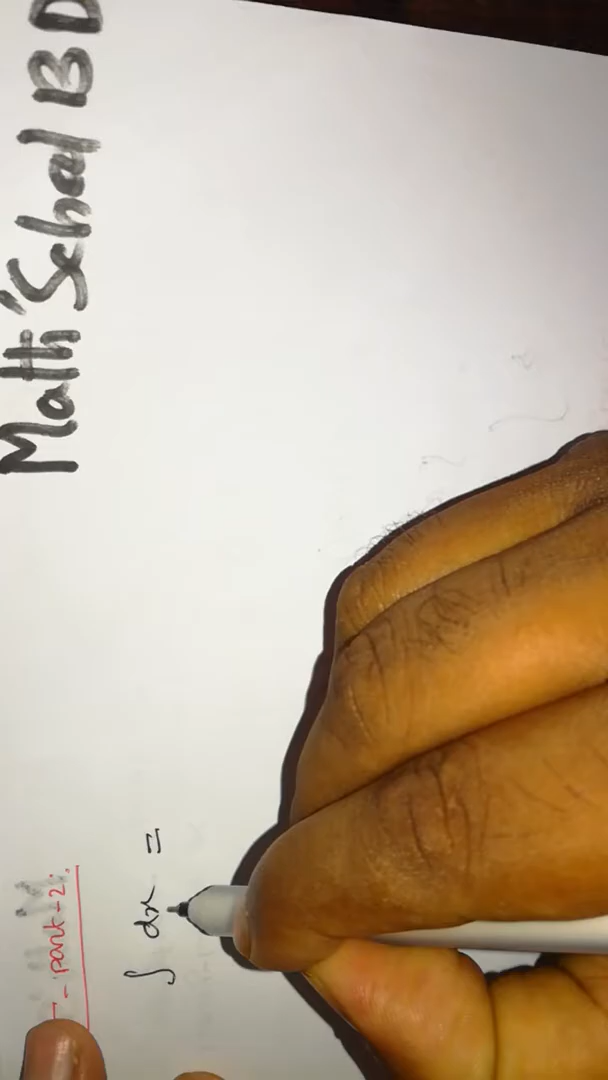 Math School BD
- part-2:
∫ dx =